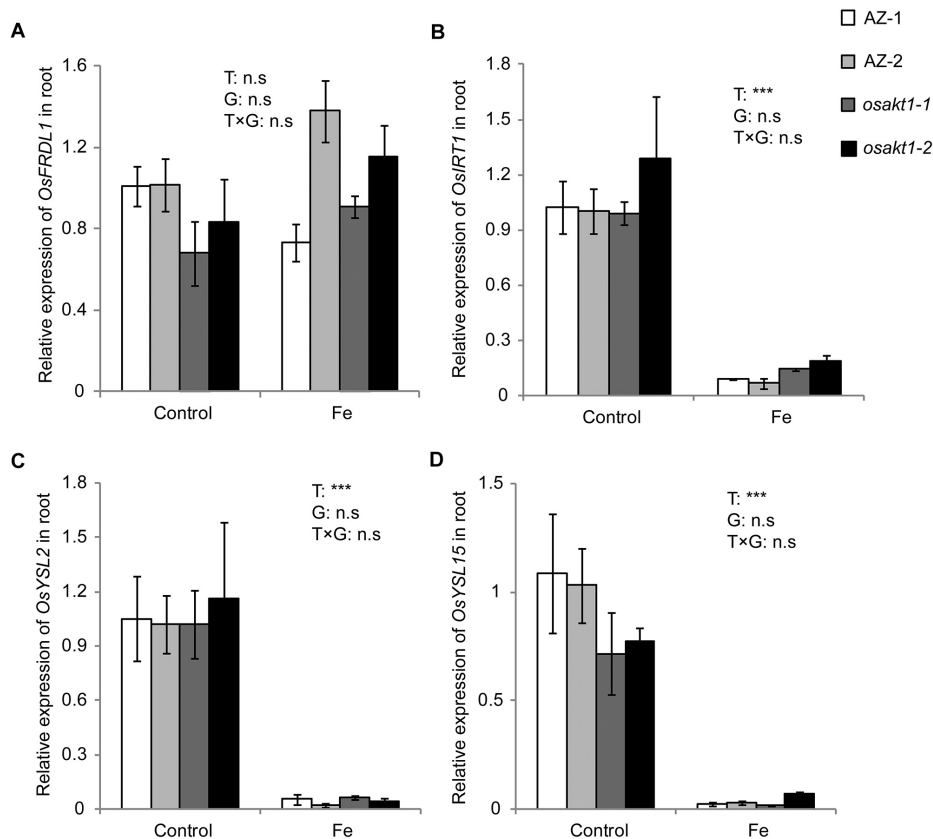 A
Relative expression of OsFRDL1 in root
1.6
1.2
0.8
0.4
0
T: n.s
G: n.s
T×G: n.s
Control
Fe
B
Relative expression of OsIRT1 in root
1.8
1.5
1.2
0.9
0.6
0.3
0
T: ***
G: n.s
T×G: n.s
Control
Fe
AZ-1
AZ-2
osakt1-1
osakt1-2
C
Relative expression of OsYSL2 in root
1.8
1.5
1.2
0.9
0.6
0.3
0
T: ***
G: n.s
T×G: n.s
Control
Fe
D
Relative expression of OsYSL15 in root
1.5
1
0.5
0
T: ***
G: n.s
T×G: n.s
Control
Fe